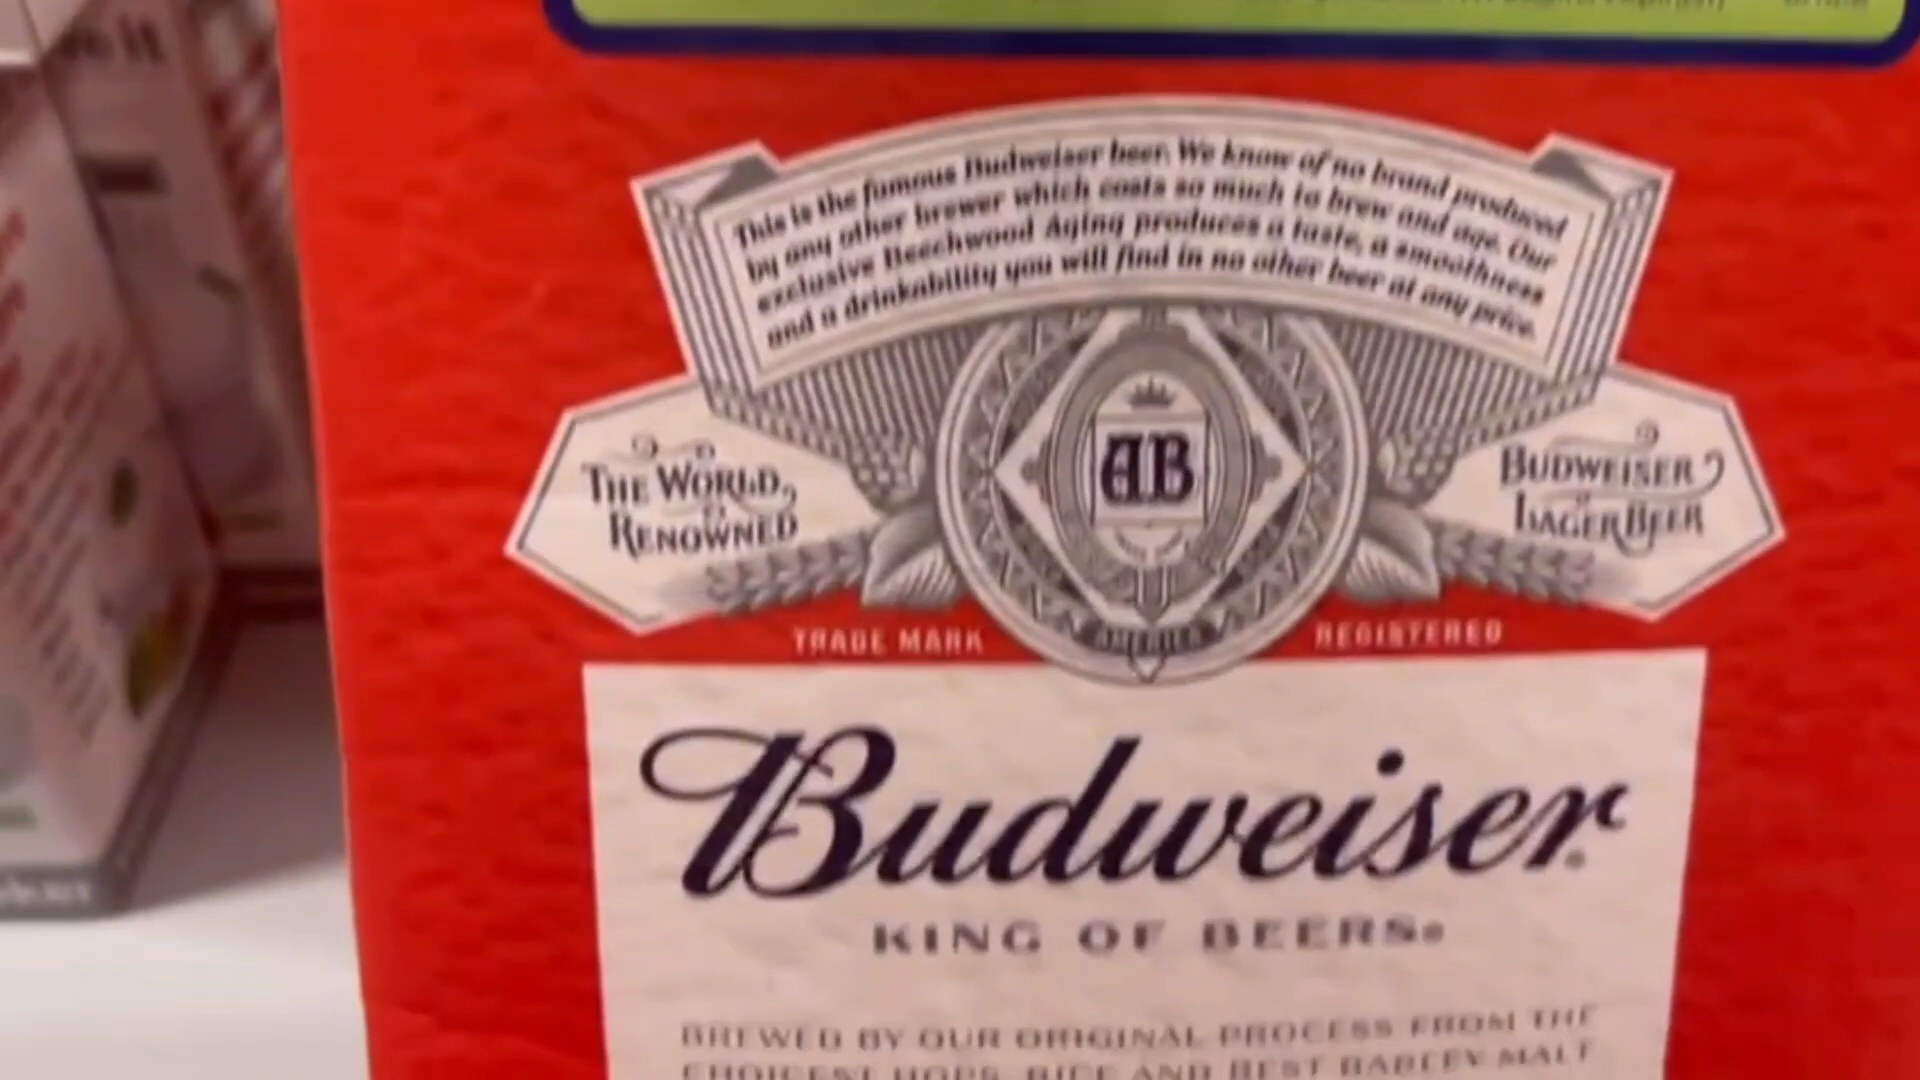 This is the famous Budweiser beer. We know of no brand produced
by any other brewer which costs so much to brew and age. Our
exclusive Beechwood Aging produces a taste, a smoothness
and a drinkability you will find in no other beer at any price.
AB
THE WORLD
RENOWNED
BUDWEISER
LAGER BEER
AMERICA
TRADE MARK
REGISTERED
Budweiser®
KING OF BEERS®
BREWED BY OUR ORIGINAL PROCESS FROM THE
CHOICEST HOPS, RICE AND BEST BARLEY MALT